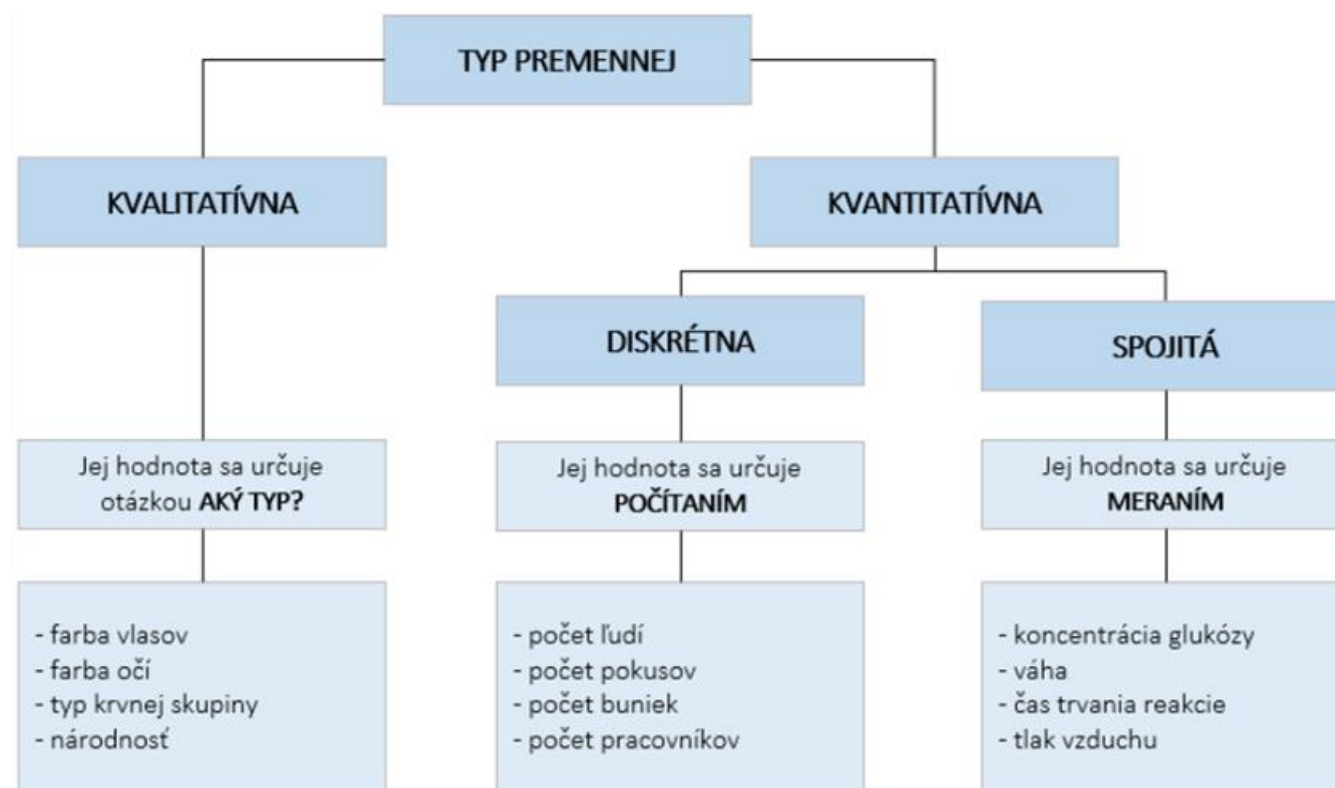 TYP PREMENNEJ
KVALITATÍVNA
KVANTITATÍVNA
DISKRÉTNA
SPOJITÁ
Jej hodnota sa určuje
otázkou AKÝ TYP?
Jej hodnota sa určuje
POČÍTANÍM
Jej hodnota sa určuje
MERANÍM
- farba vlasov
- farba očí
- typ krvnej skupiny
- národnosť
- počet ľudí
- počet pokusov
- počet buniek
- počet pracovníkov
- koncentrácia glukózy
- váha
- čas trvania reakcie
- tlak vzduchu